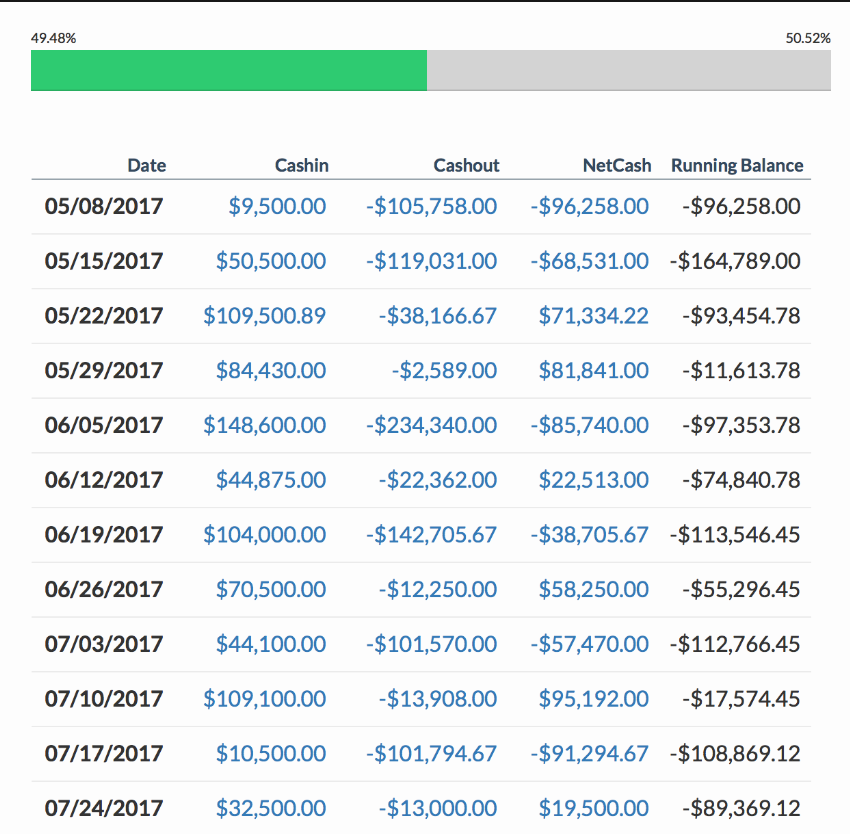 49.48% 50.52%
Date Cashin Cashout NetCash Running Balance
05/08/2017 $9,500.00 -$105,758.00 -$96,258.00 -$96,258.00
05/15/2017 $50,500.00 -$119,031.00 -$68,531.00 -$164,789.00
05/22/2017 $109,500.89 -$38,166.67 $71,334.22 -$93,454.78
05/29/2017 $84,430.00 -$2,589.00 $81,841.00 -$11,613.78
06/05/2017 $148,600.00 -$234,340.00 -$85,740.00 -$97,353.78
06/12/2017 $44,875.00 -$22,362.00 $22,513.00 -$74,840.78
06/19/2017 $104,000.00 -$142,705.67 -$38,705.67 -$113,546.45
06/26/2017 $70,500.00 -$12,250.00 $58,250.00 -$55,296.45
07/03/2017 $44,100.00 -$101,570.00 -$57,470.00 -$112,766.45
07/10/2017 $109,100.00 -$13,908.00 $95,192.00 -$17,574.45
07/17/2017 $10,500.00 -$101,794.67 -$91,294.67 -$108,869.12
07/24/2017 $32,500.00 -$13,000.00 $19,500.00 -$89,369.12